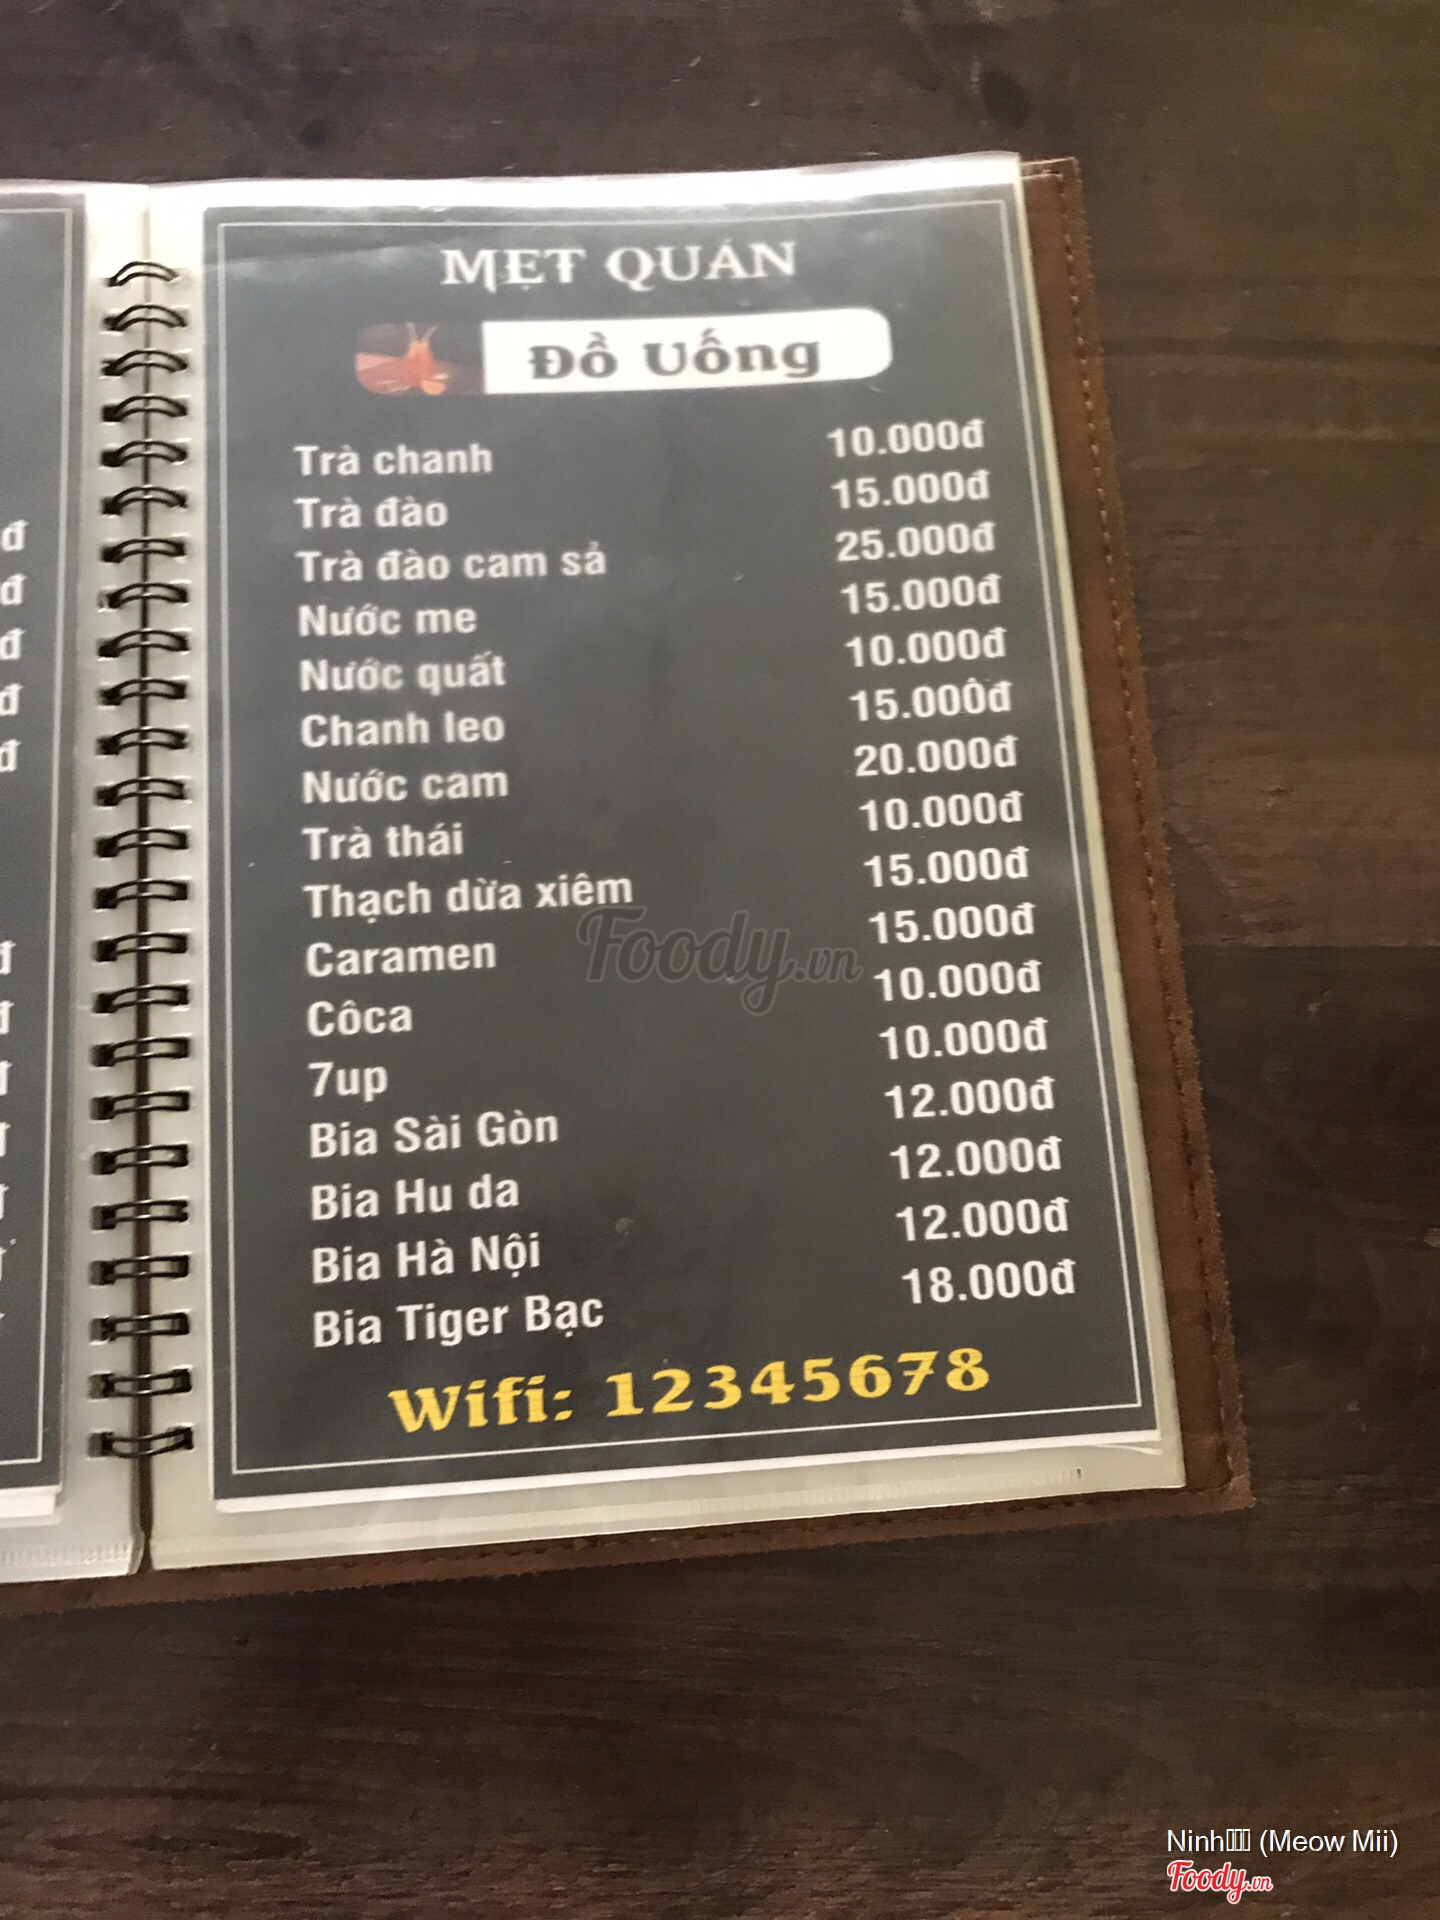 MẸT QUÁN
Đồ Uống
Trà chanh 10.000đ
Trà đào 15.000đ
Trà đào cam sả 25.000đ
Nước me 15.000đ
Nước quất 10.000đ
Chanh leo 15.000đ
Nước cam 20.000đ
Trà thái 10.000đ
Thạch dừa xiêm 15.000đ
Caramen 15.000đ
Côca 10.000đ
7up 10.000đ
Bia Sài Gòn 12.000đ
Bia Hu da 12.000đ
Bia Hà Nội 12.000đ
Bia Tiger Bạc 18.000đ
Wifi: 12345678
Foody.vn
Ninh (Meow Mii)
Foody.vn